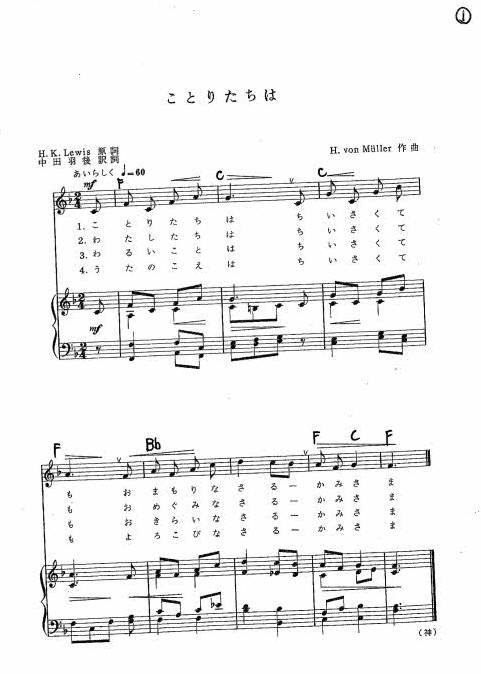 ①
ことりたちは
H.K.Lewis 原詞
中田羽後 訳詞
H. von Müller 作曲
あいらしく ♩=60
mf F C C
1. ことりたちは ちいさくて
2. わたしたちは ちいさくて
3. わるいことは ちいさくて
4. うたのこえは ちいさくて
mf
F Bb F C F
も おまもりなさるーかみさま
も おめぐみなさるーかみさま
も おきらいなさるーかみさま
も よろこびなさるーかみさま
(神)